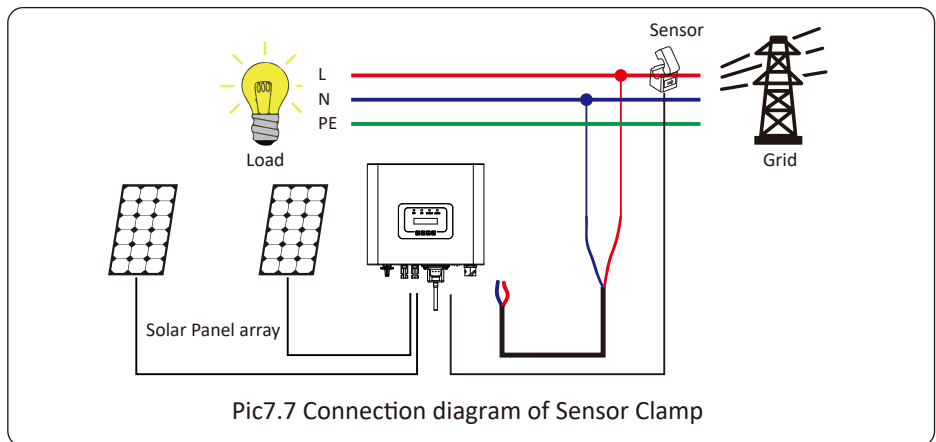 Sensor
L
N
PE
Load
Grid
Solar Panel array
Pic7.7 Connection diagram of Sensor Clamp